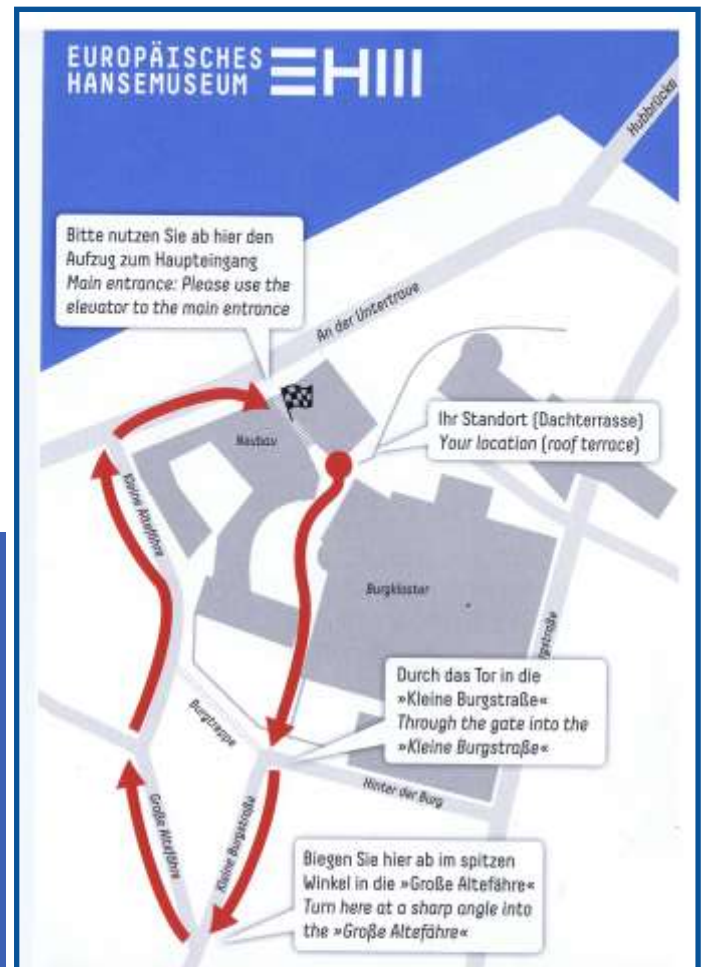 EUROPÄISCHES
HANSEMUSEUM
EHM
Hubbrücke
Bitte nutzen Sie ab hier den
Aufzug zum Haupteingang
Main entrance: Please use the
elevator to the main entrance
An der Untertrave
Ihr Standort (Dachterrasse)
Your location (roof terrace)
Neubau
Kleine Altefähre
Burgkloster
gstraße
Durch das Tor in die
»Kleine Burgstraße«
Through the gate into the
»Kleine Burgstraße«
Burgtreppe
Hinter der Burg
Große Altefähre
Kleine Burgstraße
Biegen Sie hier ab im spitzen
Winkel in die »Große Altefähre«
Turn here at a sharp angle into
the »Große Altefähre«